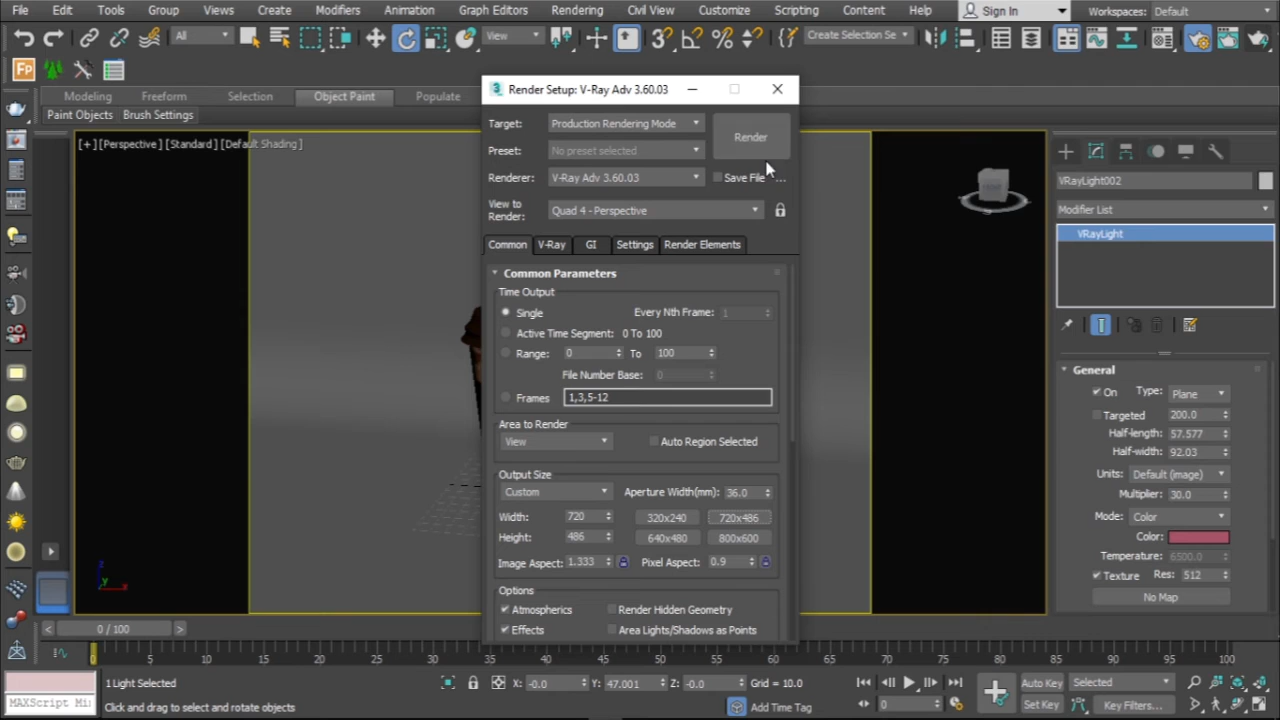 File Edit Tools Group Views Create Modifiers Animation Graph Editors Rendering Civil View Customize Scripting Content Help Sign In Workspaces: Default
All View Create Selection Se
Modeling Freeform Selection Object Paint Populate
Paint Objects Brush Settings
[+] [Perspective] [Standard] [Default Shading]
Render Setup: V-Ray Adv 3.60.03
Target: Production Rendering Mode
Render
Preset: No preset selected
Renderer: V-Ray Adv 3.60.03 Save File ...
View to Render: Quad 4 - Perspective
Common V-Ray GI Settings Render Elements
Common Parameters
Time Output
Single Every Nth Frame: 1
Active Time Segment: 0 To 100
Range: 0 To 100
File Number Base: 0
Frames 1,3,5-12
Area to Render
View Auto Region Selected
Output Size
Custom Aperture Width(mm): 36.0
Width: 720 320x240 720x486
Height: 486 640x480 800x600
Image Aspect: 1.333 Pixel Aspect: 0.9
Options
Atmospherics Render Hidden Geometry
Effects Area Lights/Shadows as Points
VRayLight002
Modifier List
VRayLight
General
On Type: Plane
Targeted 200.0
Half-length: 57.577
Half-width: 92.03
Units: Default (image)
Multiplier: 30.0
Mode: Color
Color:
Temperature: 6500.0
Texture Res: 512
No Map
0 / 100
0 5 10 15 20 25 30 35 40 45 50 55 60 65 70 75 80 85 90 95 100
1 Light Selected X: -0.0 Y: 47.001 Z: -0.0 Grid = 10.0 Auto Key Selected
MAXScript Mi Click and drag to select and rotate objects Add Time Tag 0 Set Key Key Filters...